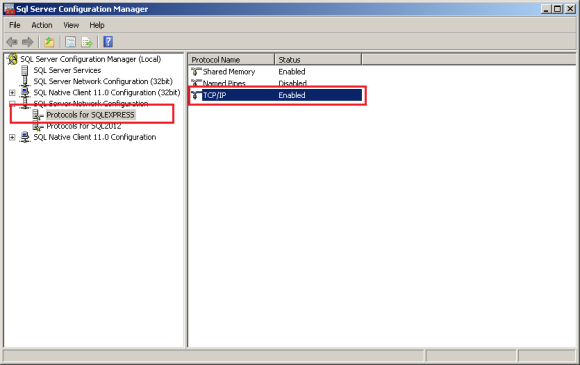 Sql Server Configuration Manager
File Action View Help
SQL Server Configuration Manager (Local)
SQL Server Services
SQL Server Network Configuration (32bit)
SQL Native Client 11.0 Configuration (32bit)
SQL Server Network Configuration
Protocols for SQLEXPRESS
Protocols for SQL2012
SQL Native Client 11.0 Configuration
Protocol Name Status
Shared Memory Enabled
Named Pipes Disabled
TCP/IP Enabled